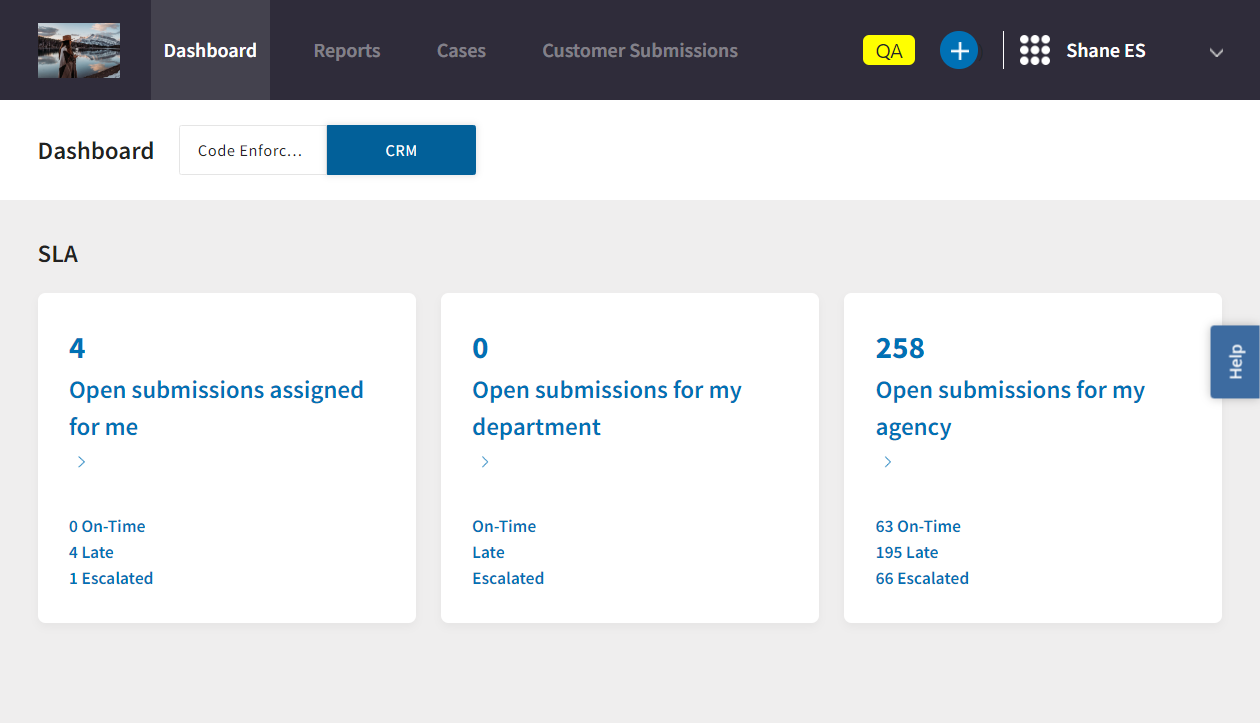 Dashboard
Reports
Cases
Customer Submissions
QA
Shane ES
Dashboard
Code Enforc...
CRM
SLA
4
Open submissions assigned
for me
0 On-Time
4 Late
1 Escalated
0
Open submissions for my
department
On-Time
Late
Escalated
258
Open submissions for my
agency
63 On-Time
195 Late
66 Escalated
Help